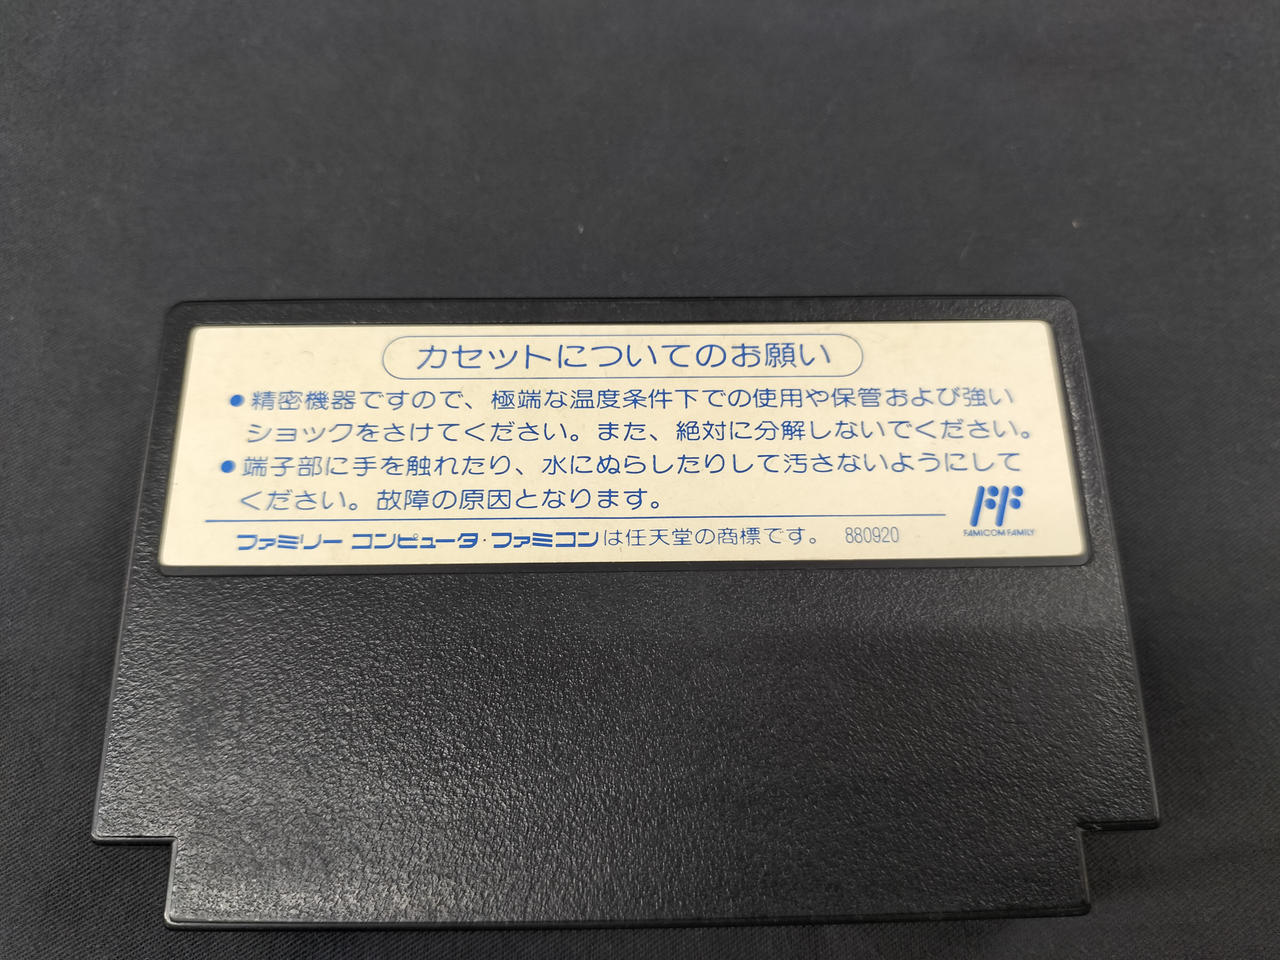 カセットについてのお願い
●精密機器ですので、極端な温度条件下での使用や保管および強い
ショックをさけてください。また、絶対に分解しないでください。
●端子部に手を触れたり、水にぬらしたりして汚さないようにして
ください。故障の原因となります。
FAMICOM FAMILY
ファミリー コンピュータ・ファミコンは任天堂の商標です。 880920